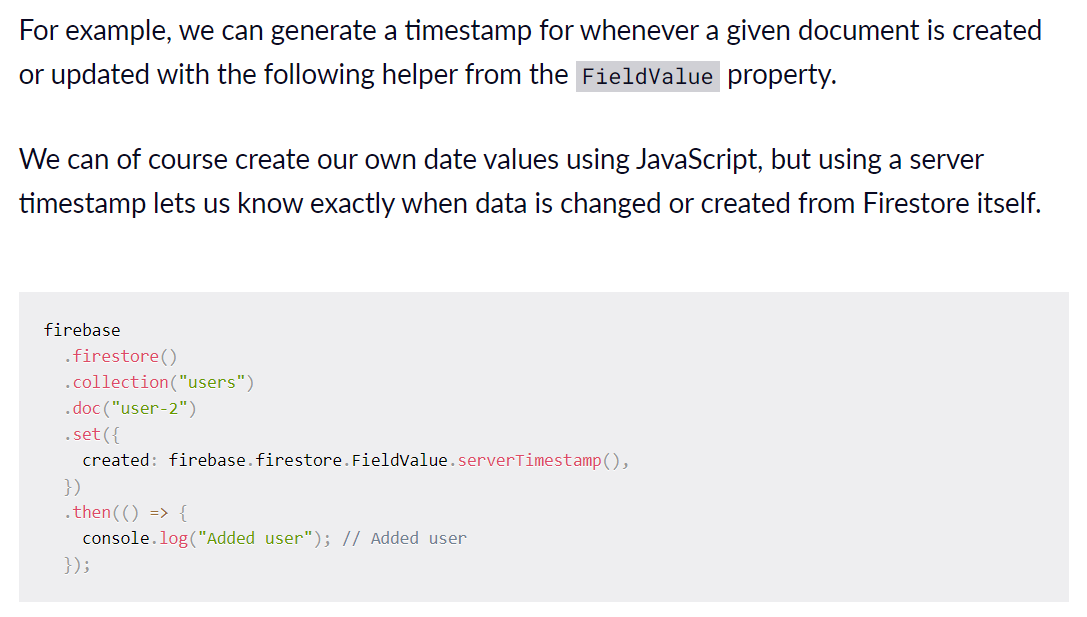 For example, we can generate a timestamp for whenever a given document is created
or updated with the following helper from the FieldValue property.
We can of course create our own date values using JavaScript, but using a server
timestamp lets us know exactly when data is changed or created from Firestore itself.
firebase
  .firestore()
  .collection("users")
  .doc("user-2")
  .set({
    created: firebase.firestore.FieldValue.serverTimestamp(),
  })
  .then(() => {
    console.log("Added user"); // Added user
  });